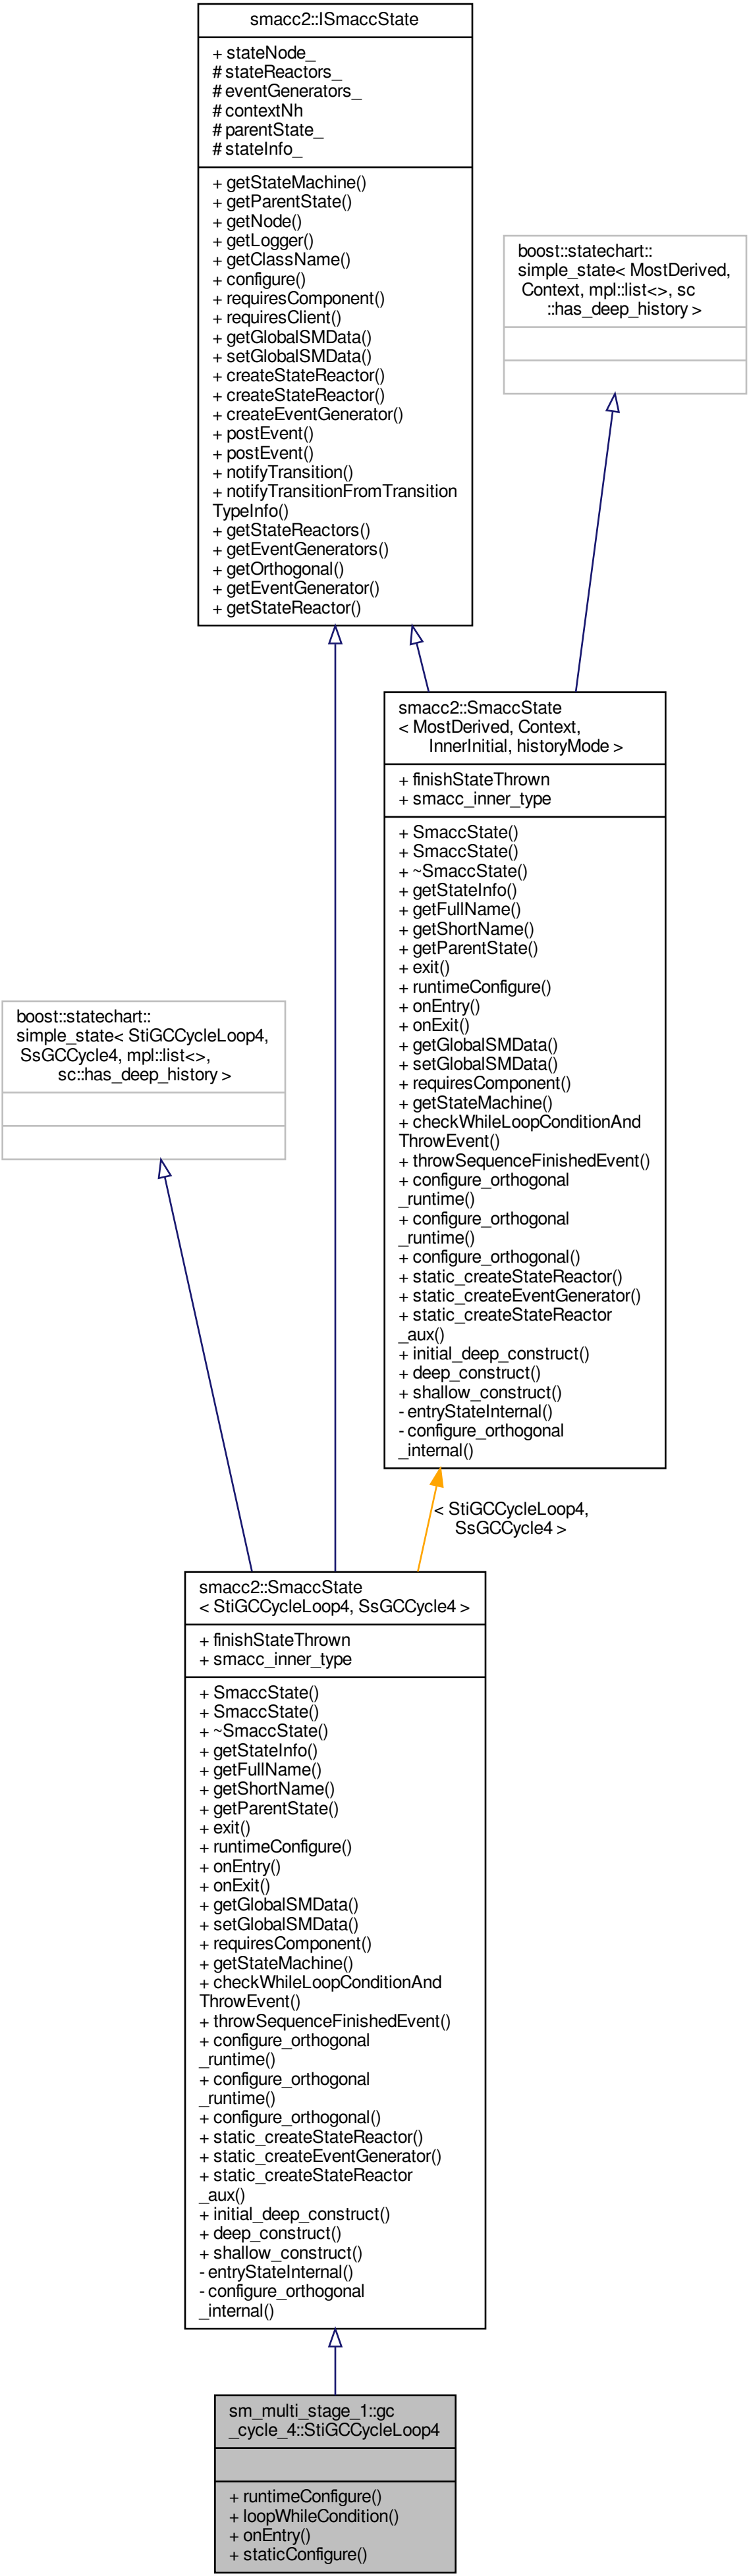 smacc2::ISmaccState
+ stateNode_
# stateReactors_
# eventGenerators_
# contextNh
# parentState_
# stateInfo_
+ getStateMachine()
+ getParentState()
+ getNode()
+ getLogger()
+ getClassName()
+ configure()
+ requiresComponent()
+ requiresClient()
+ getGlobalSMData()
+ setGlobalSMData()
+ createStateReactor()
+ createStateReactor()
+ createEventGenerator()
+ postEvent()
+ postEvent()
+ notifyTransition()
+ notifyTransitionFromTransition
TypeInfo()
+ getStateReactors()
+ getEventGenerators()
+ getOrthogonal()
+ getEventGenerator()
+ getStateReactor()
boost::statechart::
simple_state< MostDerived,
Context, mpl::list<>, sc
::has_deep_history >
smacc2::SmaccState
< MostDerived, Context,
InnerInitial, historyMode >
+ finishStateThrown
+ smacc_inner_type
+ SmaccState()
+ SmaccState()
+ ~SmaccState()
+ getStateInfo()
+ getFullName()
+ getShortName()
+ getParentState()
+ exit()
+ runtimeConfigure()
+ onEntry()
+ onExit()
+ getGlobalSMData()
+ setGlobalSMData()
+ requiresComponent()
+ getStateMachine()
+ checkWhileLoopConditionAnd
ThrowEvent()
+ throwSequenceFinishedEvent()
+ configure_orthogonal
_runtime()
+ configure_orthogonal
_runtime()
+ configure_orthogonal()
+ static_createStateReactor()
+ static_createEventGenerator()
+ static_createStateReactor
_aux()
+ initial_deep_construct()
+ deep_construct()
+ shallow_construct()
- entryStateInternal()
- configure_orthogonal
_internal()
boost::statechart::
simple_state< StiGCCycleLoop4,
SsGCCycle4, mpl::list<>,
sc::has_deep_history >
< StiGCCycleLoop4,
SsGCCycle4 >
smacc2::SmaccState
< StiGCCycleLoop4, SsGCCycle4 >
+ finishStateThrown
+ smacc_inner_type
+ SmaccState()
+ SmaccState()
+ ~SmaccState()
+ getStateInfo()
+ getFullName()
+ getShortName()
+ getParentState()
+ exit()
+ runtimeConfigure()
+ onEntry()
+ onExit()
+ getGlobalSMData()
+ setGlobalSMData()
+ requiresComponent()
+ getStateMachine()
+ checkWhileLoopConditionAnd
ThrowEvent()
+ throwSequenceFinishedEvent()
+ configure_orthogonal
_runtime()
+ configure_orthogonal
_runtime()
+ configure_orthogonal()
+ static_createStateReactor()
+ static_createEventGenerator()
+ static_createStateReactor
_aux()
+ initial_deep_construct()
+ deep_construct()
+ shallow_construct()
- entryStateInternal()
- configure_orthogonal
_internal()
sm_multi_stage_1::gc
_cycle_4::StiGCCycleLoop4
+ runtimeConfigure()
+ loopWhileCondition()
+ onEntry()
+ staticConfigure()